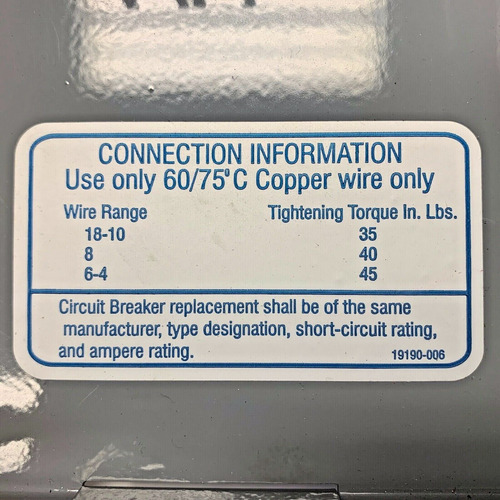 CONNECTION INFORMATION
Use only 60/75°C Copper wire only
Wire Range Tightening Torque In. Lbs.
18-10 35
8 40
6-4 45
Circuit Breaker replacement shall be of the same
manufacturer, type designation, short-circuit rating,
and ampere rating. 19190-006